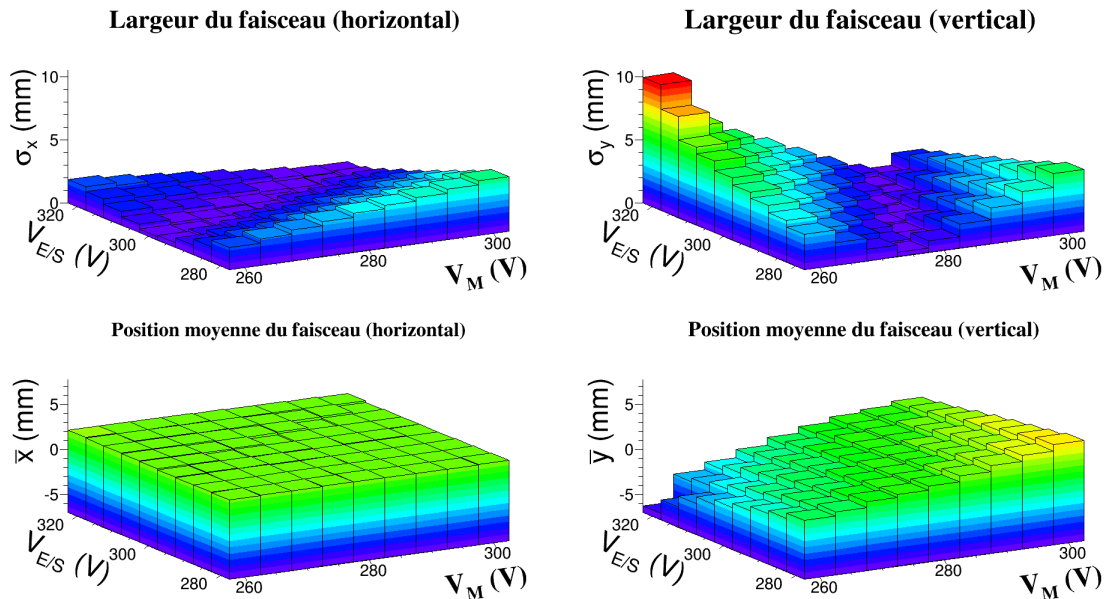 Largeur du faisceau (horizontal)
σx (mm)
10
5
0
320
300
280
VE/S (V)
260
280
300
VM (V)
Largeur du faisceau (vertical)
σy (mm)
10
5
0
320
300
280
VE/S (V)
260
280
300
VM (V)
Position moyenne du faisceau (horizontal)
x̅ (mm)
5
0
-5
320
300
280
VE/S (V)
260
280
300
VM (V)
Position moyenne du faisceau (vertical)
y̅ (mm)
5
0
-5
320
300
280
VE/S (V)
260
280
300
VM (V)